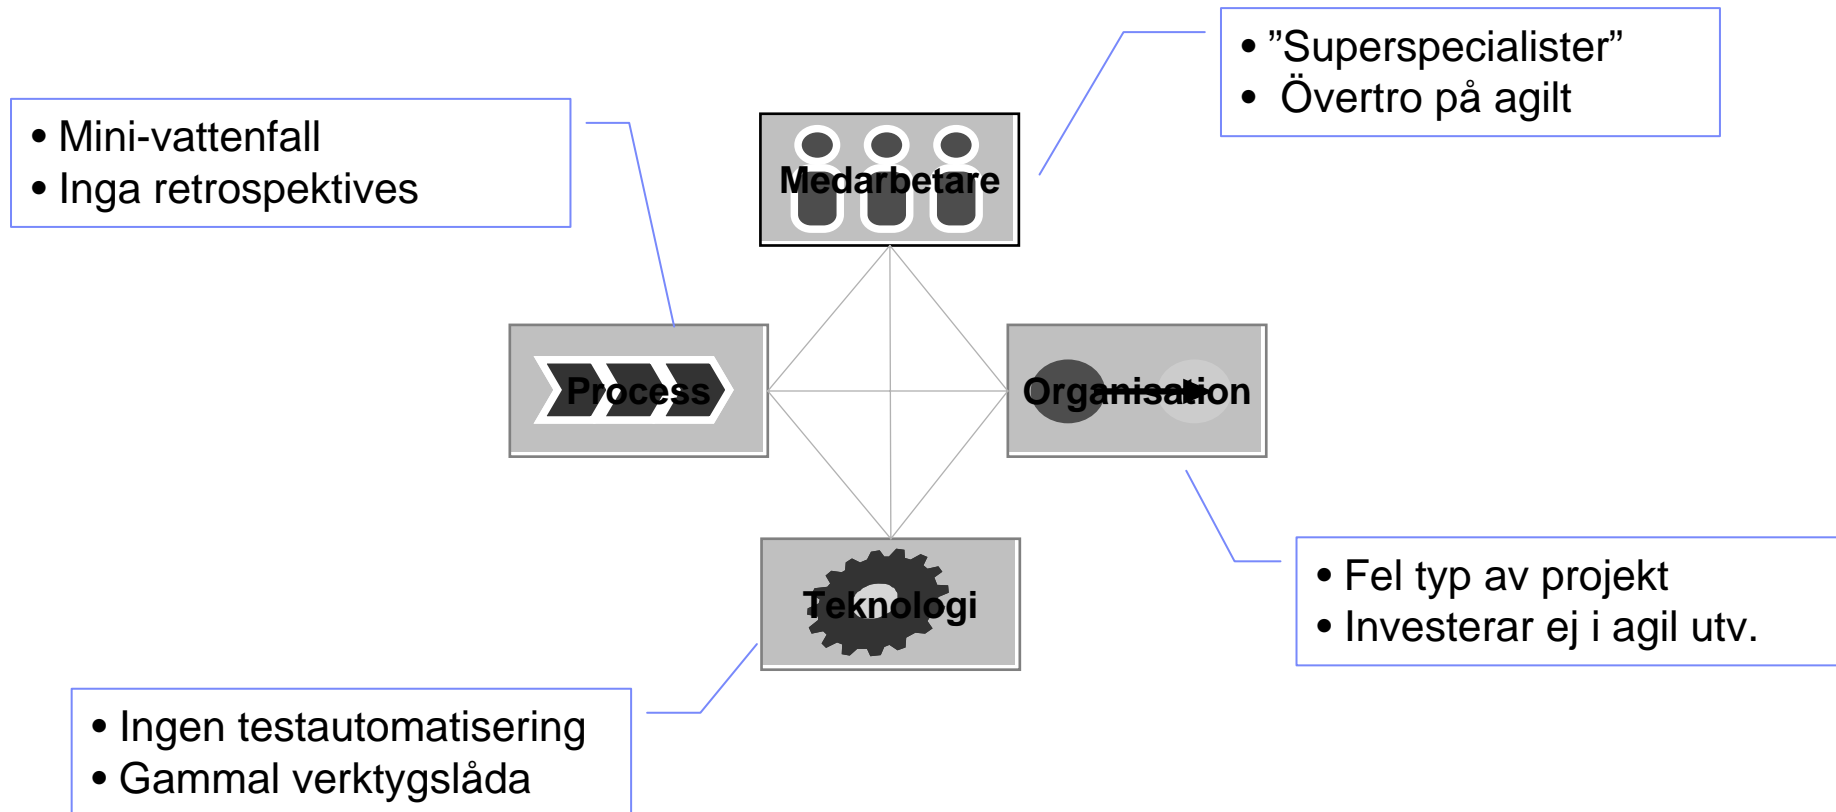 • ”Superspecialister”
• Övertro på agilt
• Mini-vattenfall
• Inga retrospektives
Medarbetare
Process
Organisation
Teknologi
• Fel typ av projekt
• Investerar ej i agil utv.
• Ingen testautomatisering
• Gammal verktygslåda